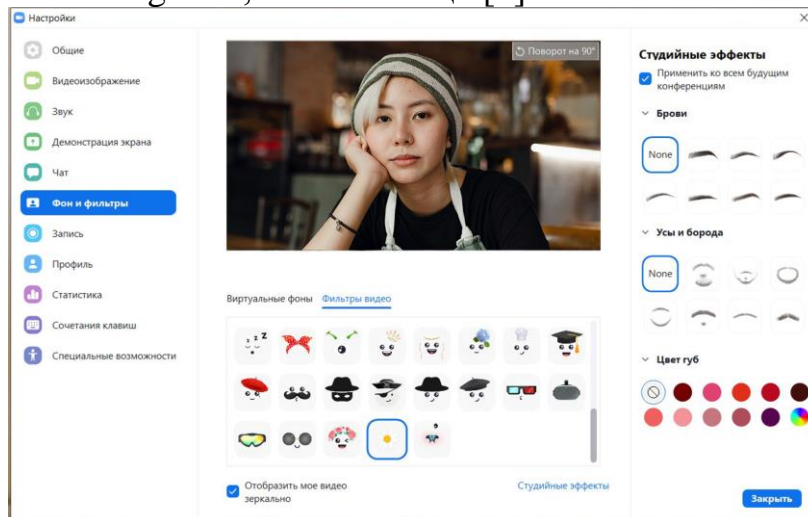 Настройки
Общие
Видеоизображение
Звук
Демонстрация экрана
Чат
Фон и фильтры
Запись
Профиль
Статистика
Сочетания клавиш
Специальные возможности
Поворот на 90°
Виртуальные фоны Фильтры видео
z z z
Отобразить мое видео
зеркально
Студийные эффекты
Студийные эффекты
Применить ко всем будущим
конференциям
Брови
None
Усы и борода
None
Цвет губ
Закрыть